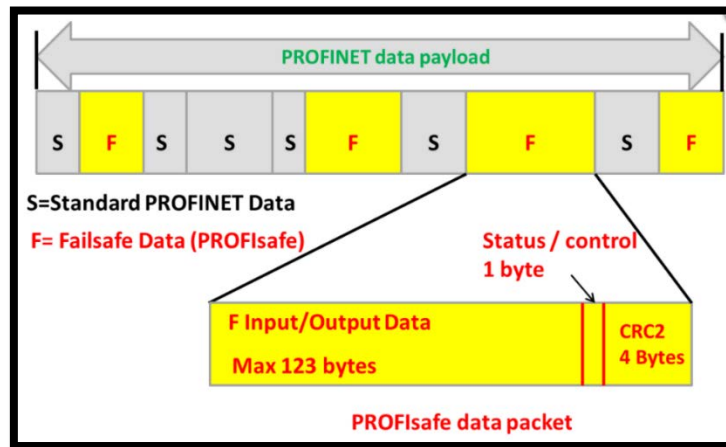 PROFINET data payload
S F S S S F S F S F
S=Standard PROFINET Data
F= Failsafe Data (PROFIsafe)
Status / control
1 byte
F Input/Output Data
Max 123 bytes
CRC2
4 Bytes
PROFIsafe data packet